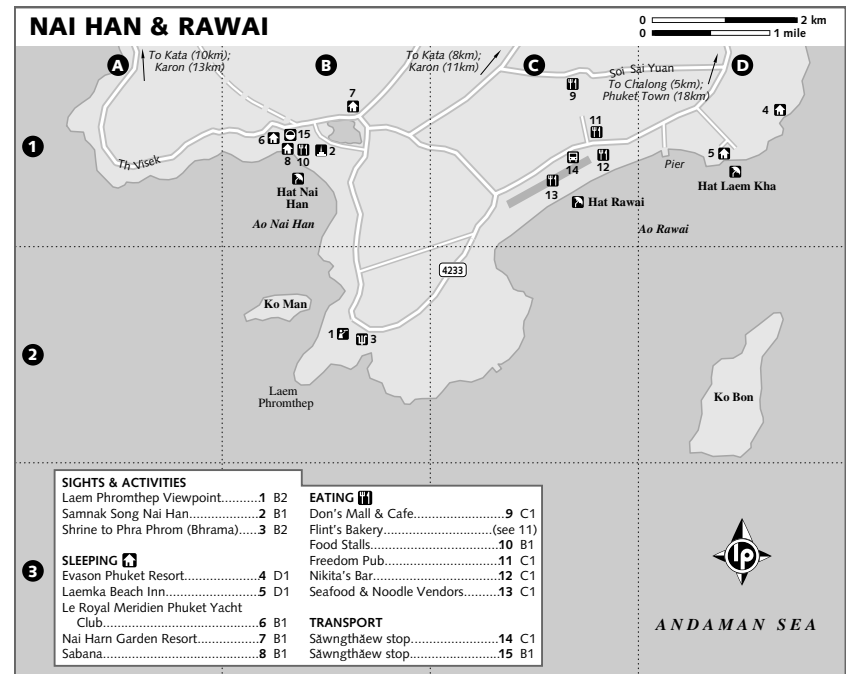 NAI HAN & RAWAI
0 2 km
0 1 mile
A
B
C
D
To Kata (10km);
Karon (13km)
To Kata (8km);
Karon (11km)
Soi Sai Yuan
To Chalong (5km);
Phuket Town (18km)
7
9
4
1
6
15
8
10
2
11
14
12
13
5
Th Visek
Pier
Hat Nai
Han
Hat Laem Kha
Hat Rawai
Ao Nai Han
Ao Rawai
4233
Ko Man
2
1
3
Laem
Phromthep
Ko Bon
3
SIGHTS & ACTIVITIES
Laem Phromthep Viewpoint..........1 B2
Samnak Song Nai Han.................2 B1
Shrine to Phra Phrom (Bhrama).....3 B2
SLEEPING
Evason Phuket Resort..................4 D1
Laemka Beach Inn......................5 D1
Le Royal Meridien Phuket Yacht
Club.......................................6 B1
Nai Harn Garden Resort...............7 B1
Sabana......................................8 B1
EATING
Don's Mall & Cafe.......................9 C1
Flint's Bakery..........................(see 11)
Food Stalls................................10 B1
Freedom Pub............................11 C1
Nikita's Bar..............................12 C1
Seafood & Noodle Vendors.........13 C1
TRANSPORT
Săwngthăew stop......................14 C1
Săwngthăew stop......................15 B1
lp
ANDAMAN SEA